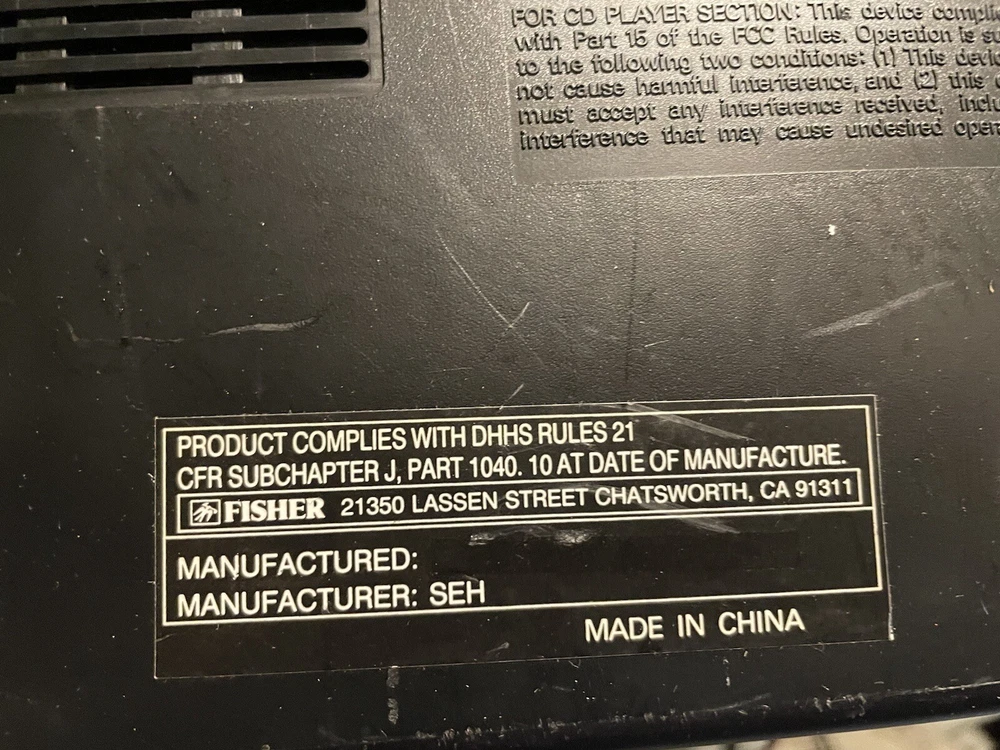 FOR CD PLAYER SECTION: This device
with Part 15 of the FCC Rules. Operation is
to the following two conditions: (1) This
not cause harmful interference, and (2) this
must accept any interference received,
interference that may cause undesired
PRODUCT COMPLIES WITH DHHS RULES 21
CFR SUBCHAPTER J, PART 1040. 10 AT DATE OF MANUFACTURE.
FISHER 21350 LASSEN STREET CHATSWORTH, CA 91311
MANUFACTURED:
MANUFACTURER: SEH
MADE IN CHINA